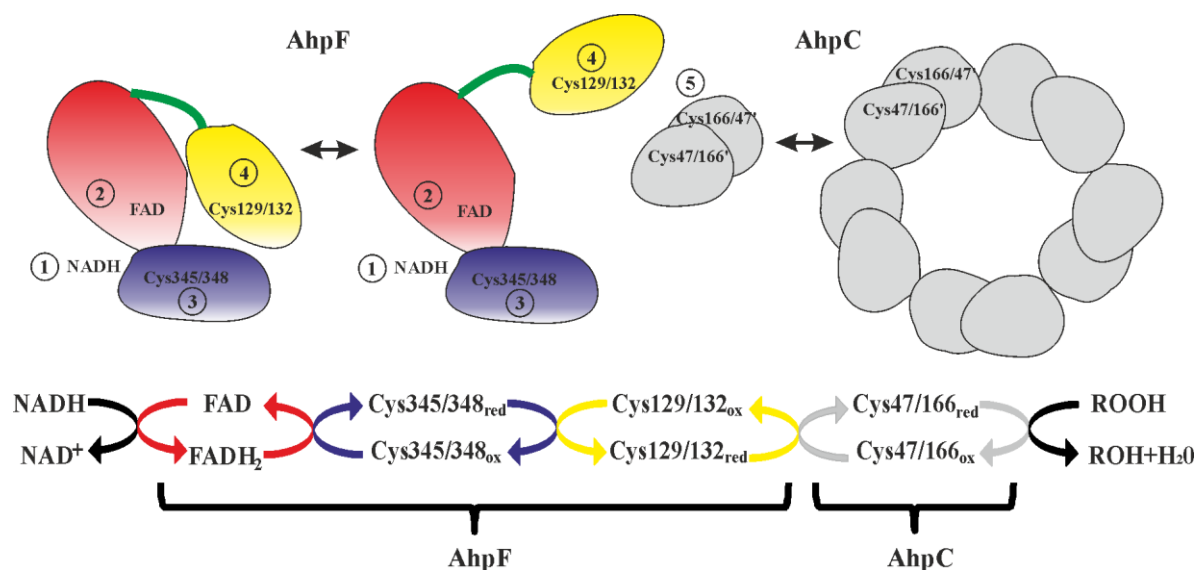 AhpF
AhpC
④
Cys129/132
⑤
Cys166/47'
Cys47/166'
Cys166/47'
Cys47/166'
②
FAD
④
Cys129/132
②
FAD
① NADH
Cys345/348
③
① NADH
Cys345/348
③
NADH
FAD
Cys345/348red
Cys129/132ox
Cys47/166red
ROOH
NAD+
FADH2
Cys345/348ox
Cys129/132red
Cys47/166ox
ROH+H20
AhpF
AhpC